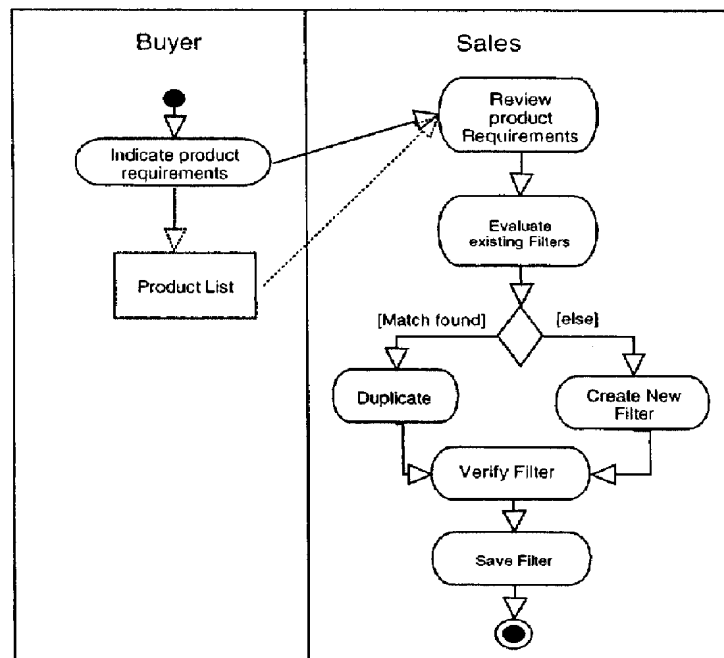 Buyer
Sales
Indicate product
requirements
Product List
Review
product
Requirements
Evaluate
existing Filters
[Match found]
[else]
Duplicate
Create New
Filter
Verify Filter
Save Filter